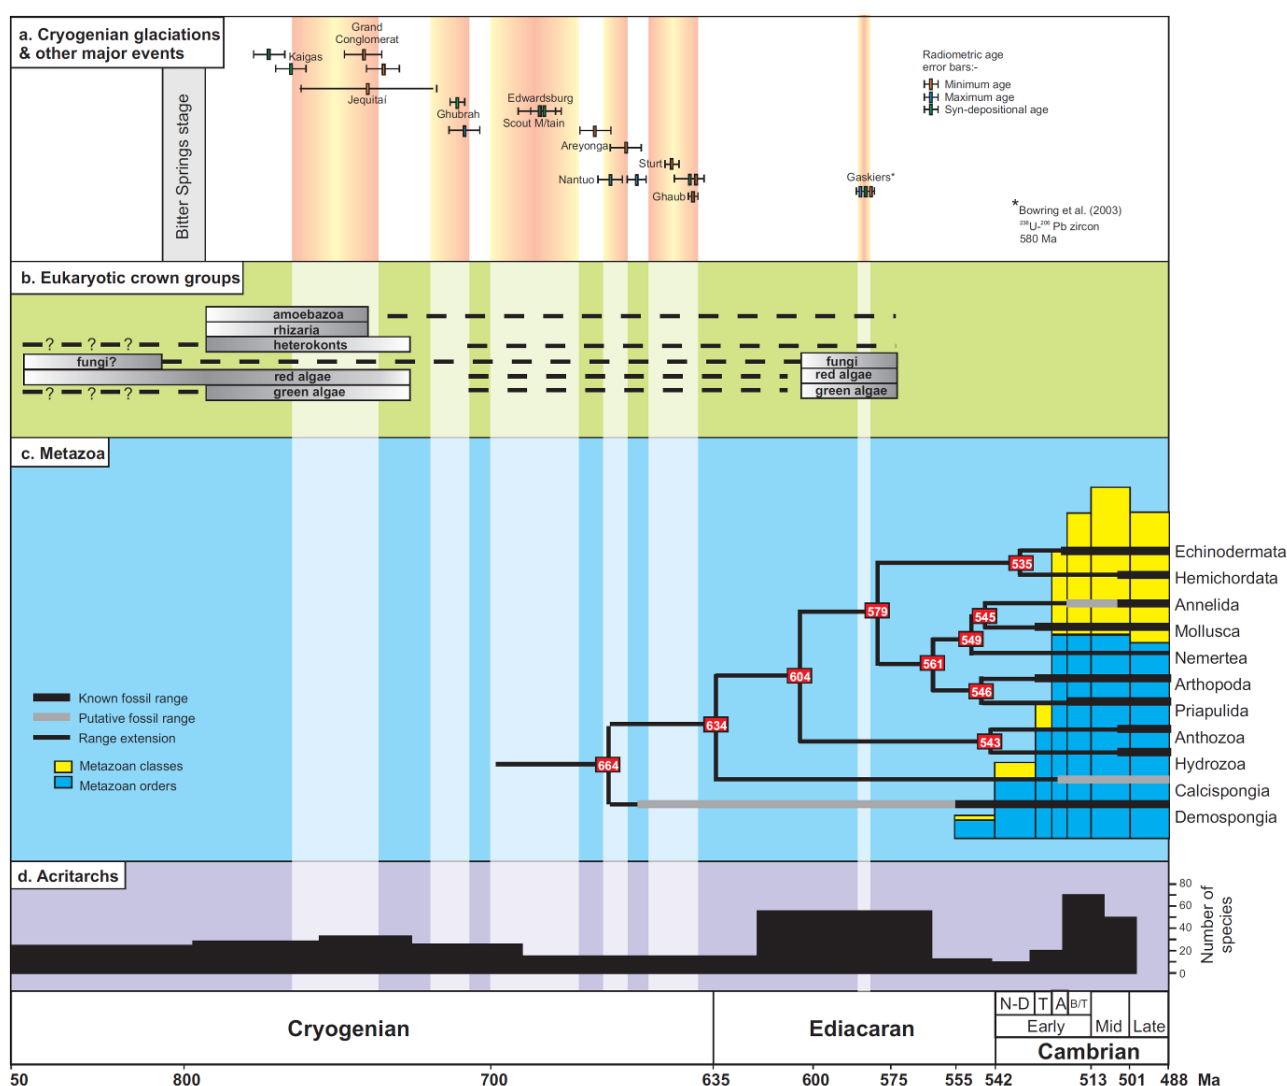 a. Cryogenian glaciations
& other major events
Bitter Springs stage
Kaigas
Grand
Conglomerat
Jequitaí
Ghubrah
Edwardsburg
Scout M/tain
Areyonga
Nantuo
Sturt
Ghaub
Gaskiers*
Radiometric age
error bars:-
Minimum age
Maximum age
Syn-depositional age
*Bowring et al. (2003)
238U-206 Pb zircon
580 Ma
b. Eukaryotic crown groups
amoebazoa
rhizaria
? ? ? heterokonts
fungi? fungi
red algae red algae
? ? ? green algae green algae
c. Metazoa
Echinodermata
535
Hemichordata
Annelida
579 545
Mollusca
549
Nemertea
561
604 Arthopoda
546
Priapulida
634 Anthozoa
543
Hydrozoa
664
Calcispongia
Demospongia
Known fossil range
Putative fossil range
Range extension
Metazoan classes
Metazoan orders
d. Acritarchs
80
60
40
20
0
Number of
species
Cryogenian
Ediacaran
N-D T A B/T
Early Mid Late
Cambrian
50 800 700 635 600 575 555 542 513 501 488 Ma